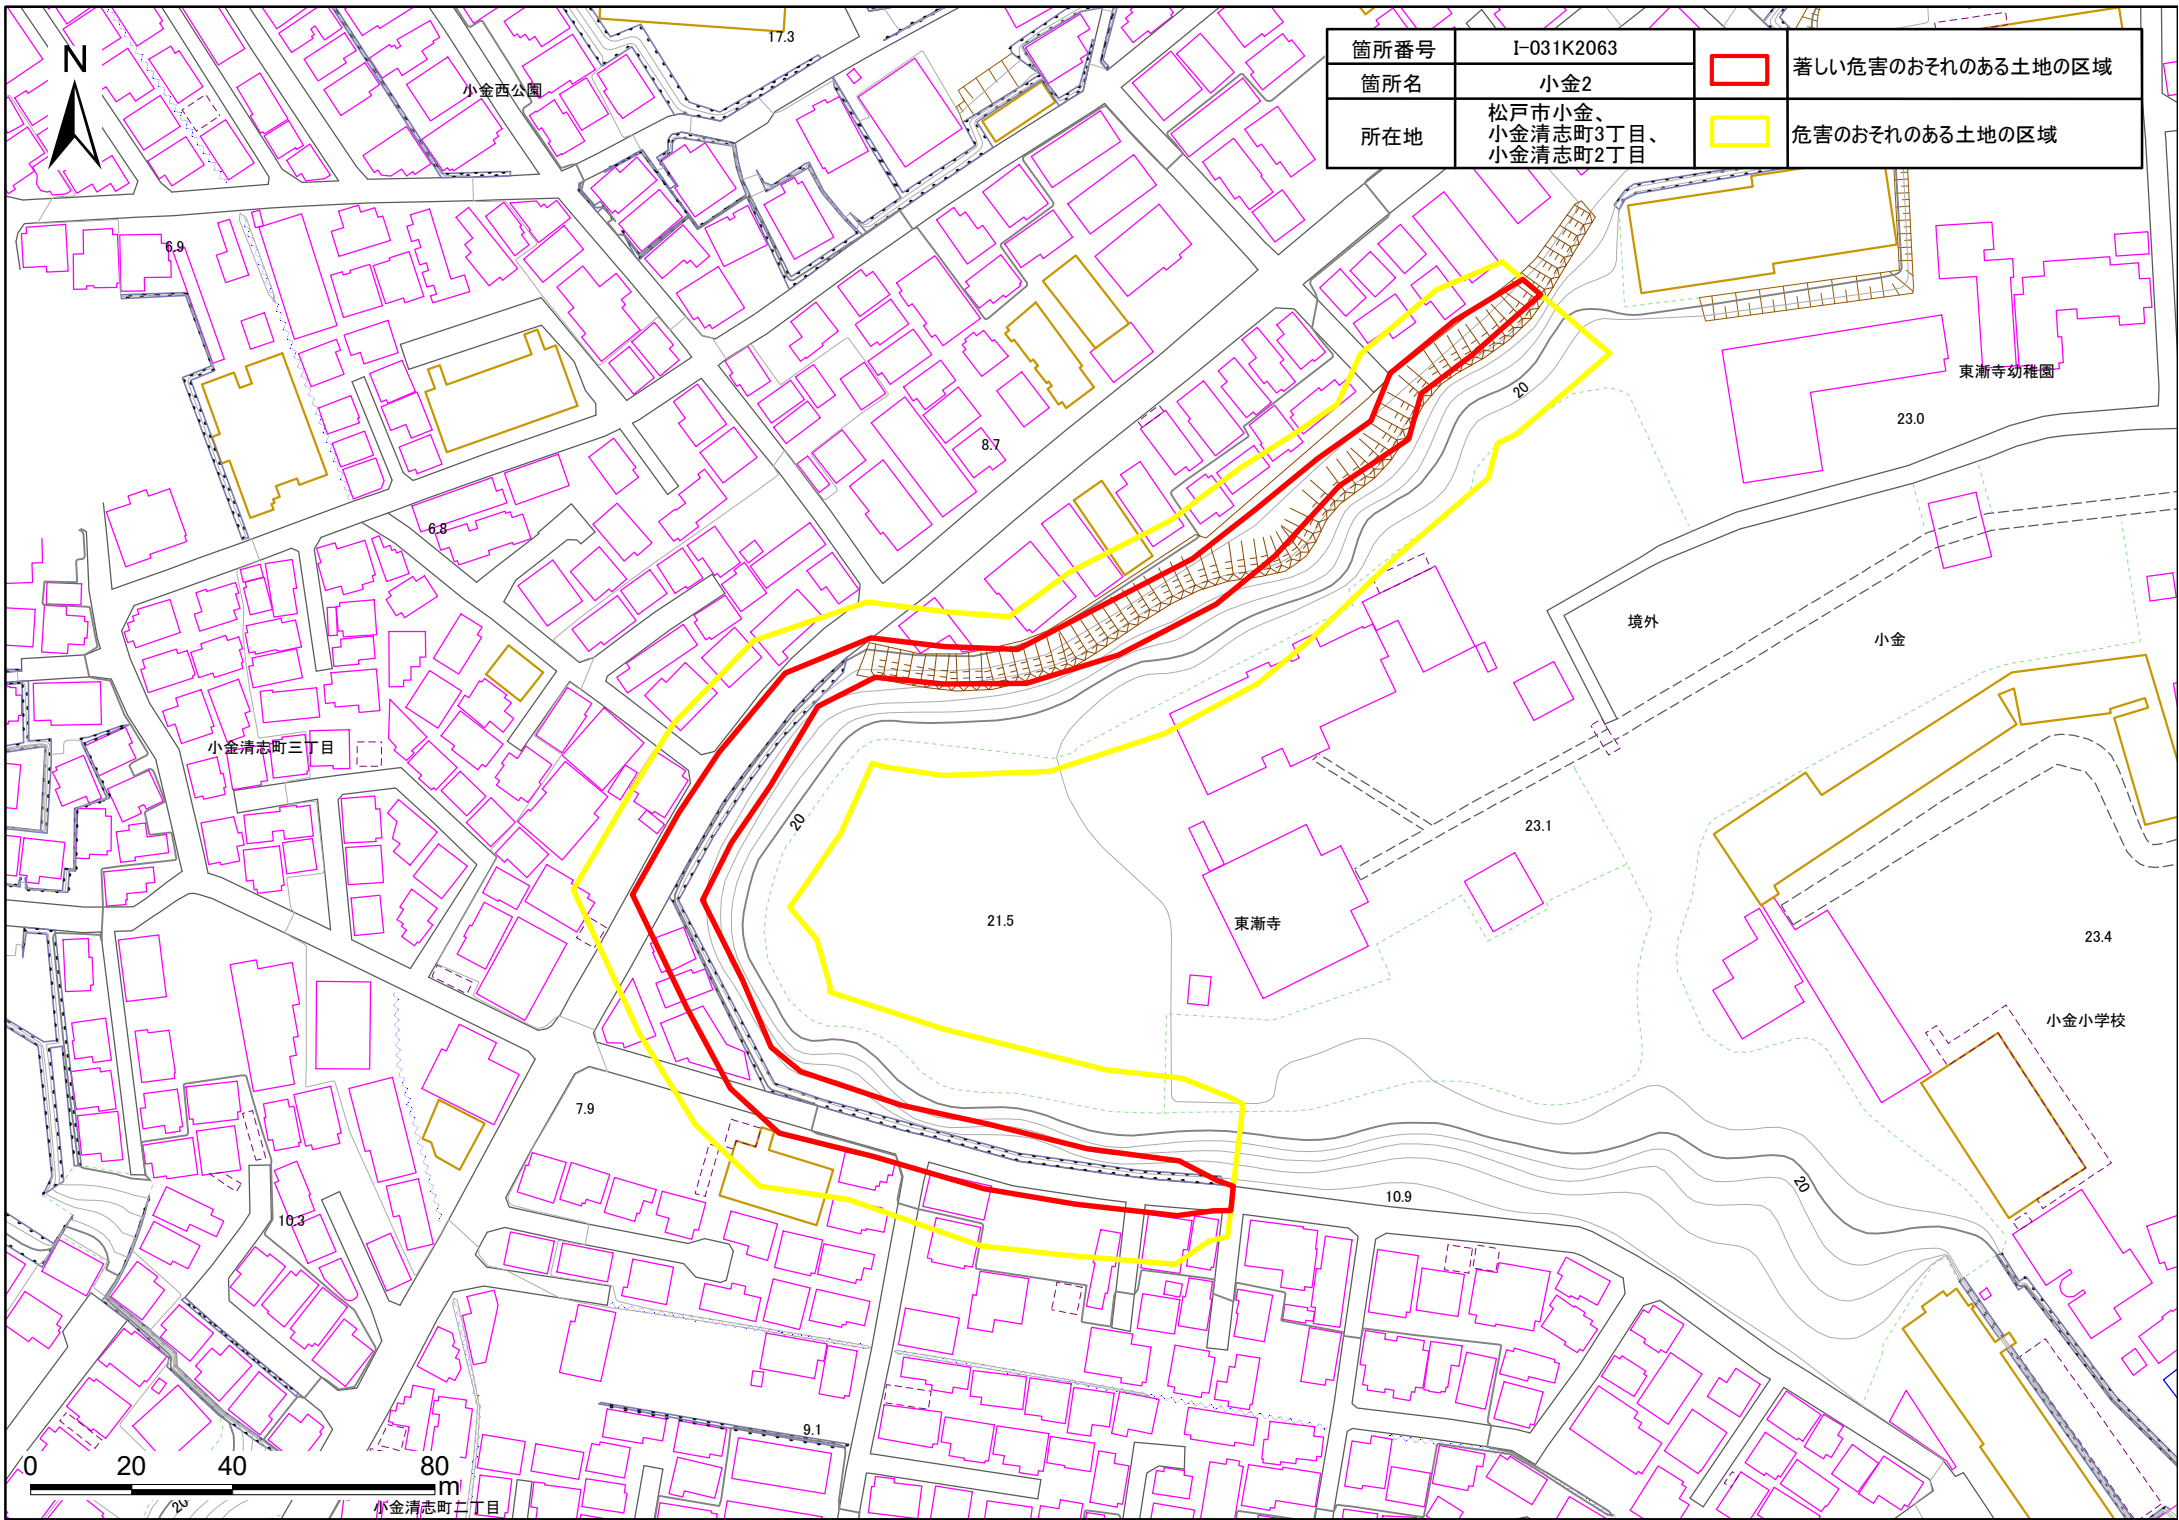 箇所番号 I-031K2063
箇所名 小金2
所在地 松戸市小金、
小金清志町3丁目、
小金清志町2丁目
著しい危害のおそれのある土地の区域
危害のおそれのある土地の区域
N
17.3
小金西公園
6.9
東漸寺幼稚園
20
23.0
8.7
6.8
境外
小金
小金清志町三丁目
20
23.1
21.5
東漸寺
23.4
小金小学校
7.9
10.9
20
10.3
9.1
0 20 40 80
m
20
小金清志町二丁目